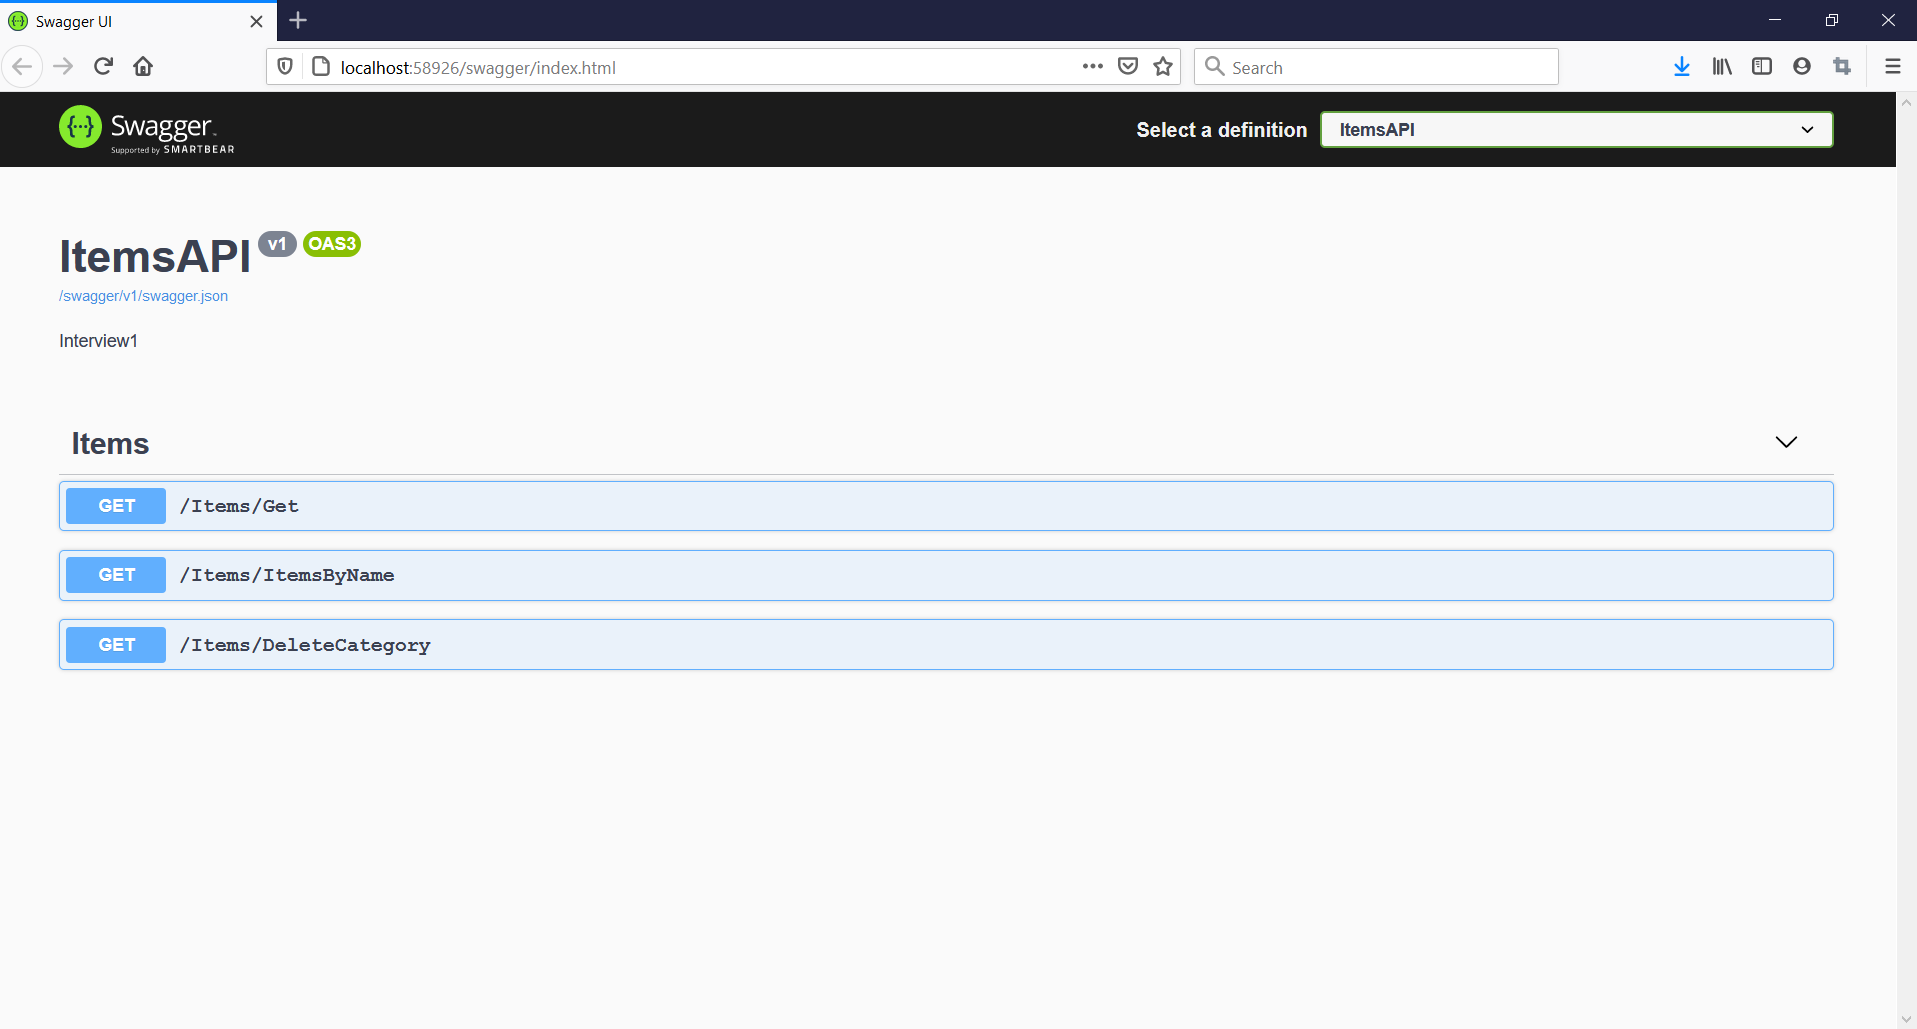 Swagger UI
localhost:58926/swagger/index.html
Search
Swagger
Supported by SMARTBEAR
Select a definition
ItemsAPI
ItemsAPI v1 OAS3
/swagger/v1/swagger.json
Interview1
Items
GET /Items/Get
GET /Items/ItemsByName
GET /Items/DeleteCategory